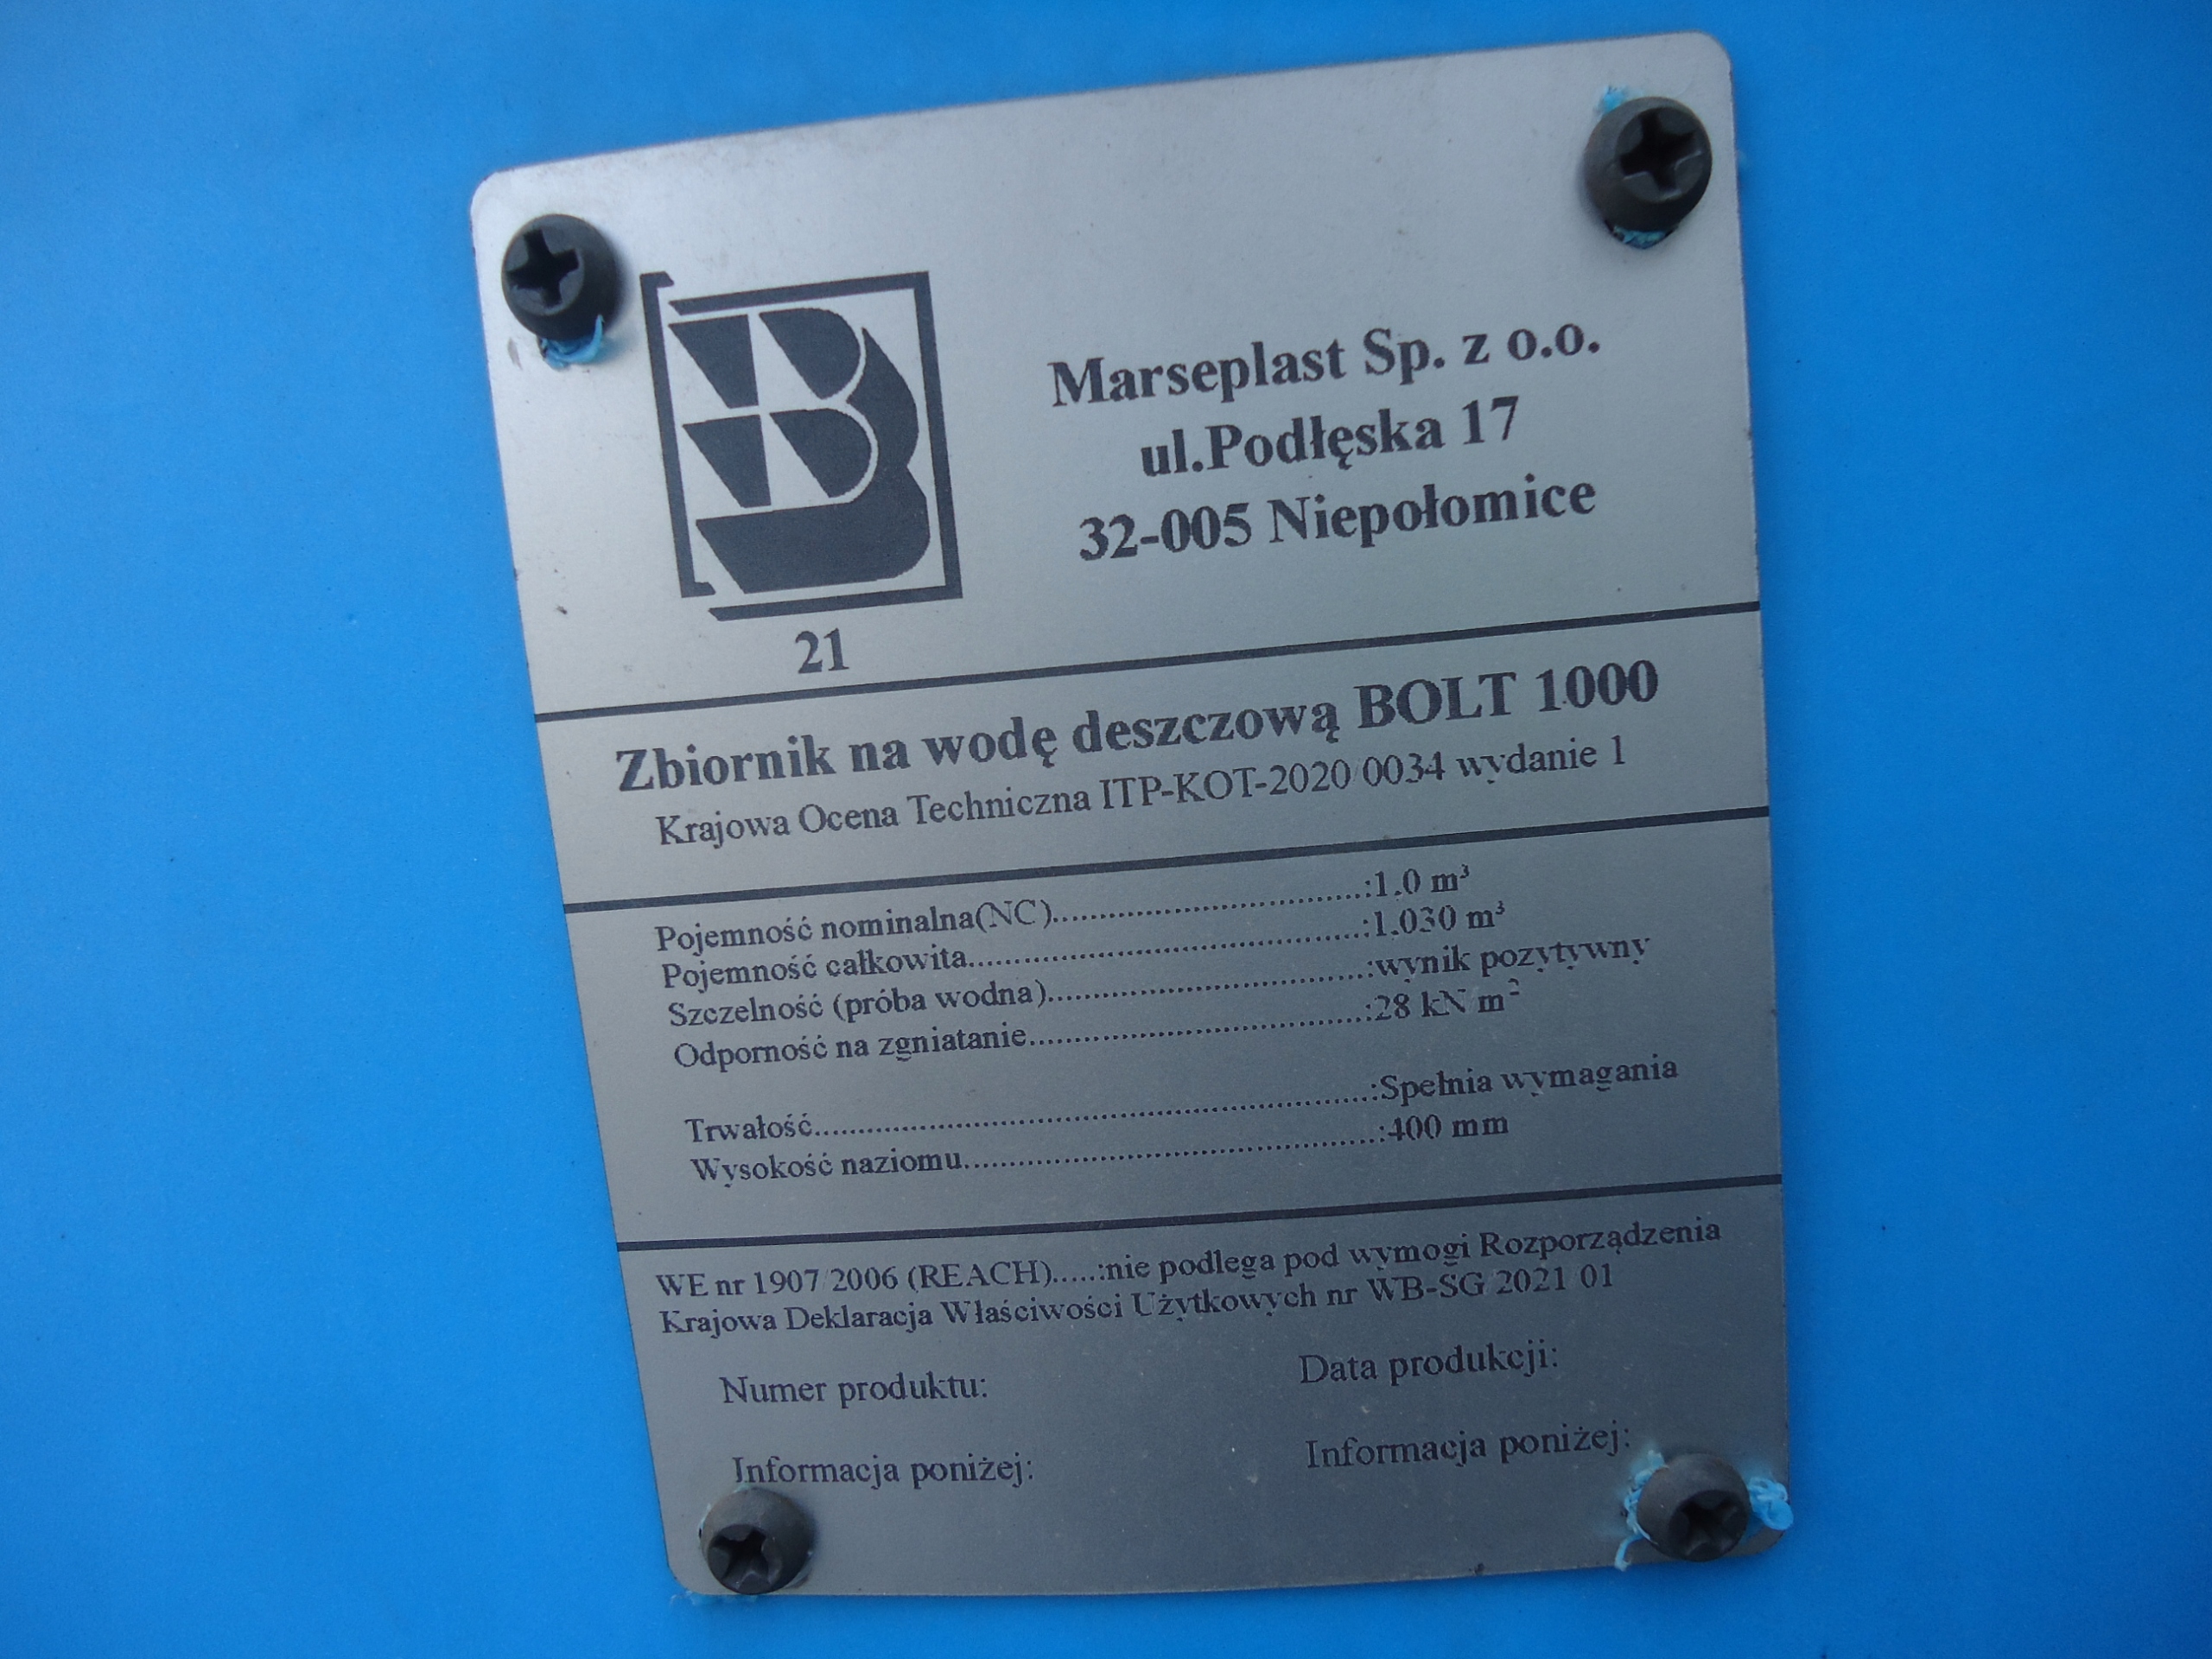 B
21
Marseplast Sp. z o.o.
ul.Podłęska 17
32-005 Niepołomice
Zbiornik na wodę deszczową BOLT 1000
Krajowa Ocena Techniczna ITP-KOT-2020/0034 wydanie 1
Pojemność nominalna(NC)..............................:1.0 m³
Pojemność całkowita......................................:1.030 m³
Szczelność (próba wodna)..............................:wynik pozytywny
Odporność na zgniatanie................................:28 kN/m²
Trwałość.......................................................:Spełnia wymagania
Wysokość naziomu........................................:400 mm
WE nr 1907/2006 (REACH).....:nie podlega pod wymogi Rozporządzenia
Krajowa Deklaracja Właściwości Użytkowych nr WB-SG/2021/01
Numer produktu:
Data produkcji:
Informacja poniżej:
Informacja poniżej: